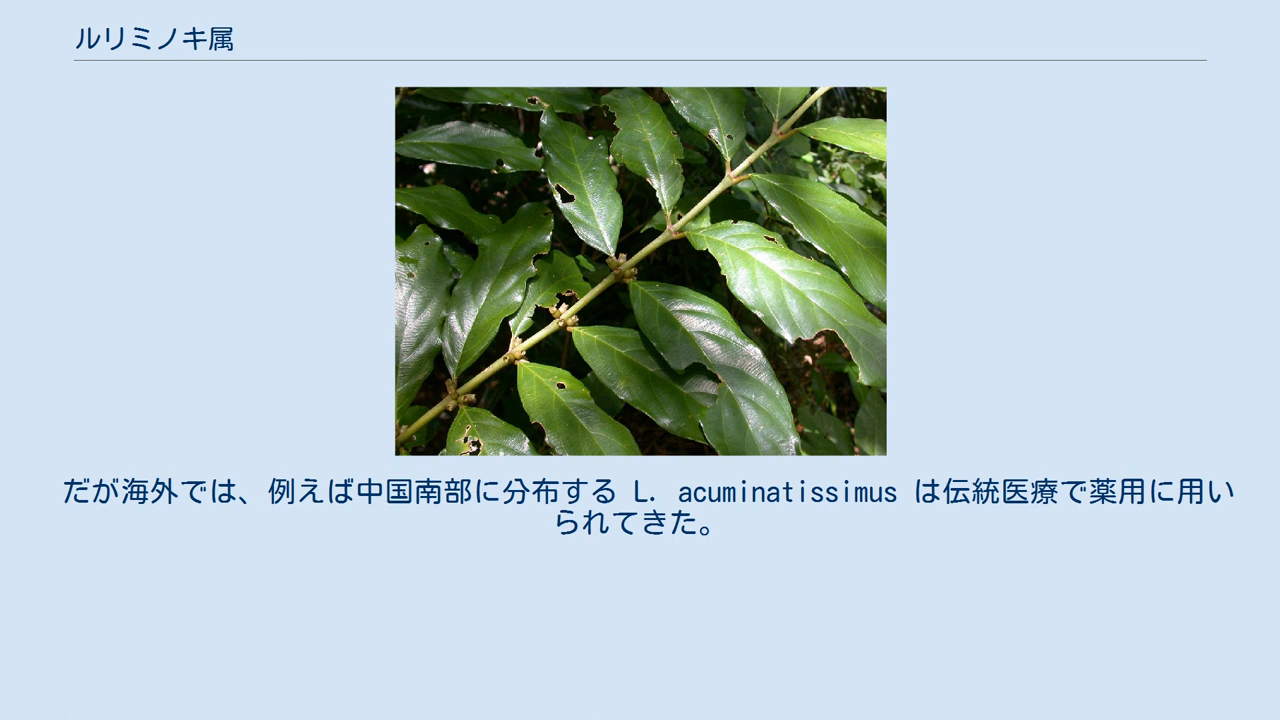 ルリミノキ属
だが海外では、例えば中国南部に分布する L. acuminatissimus は伝統医療で薬用に用い
られてきた。